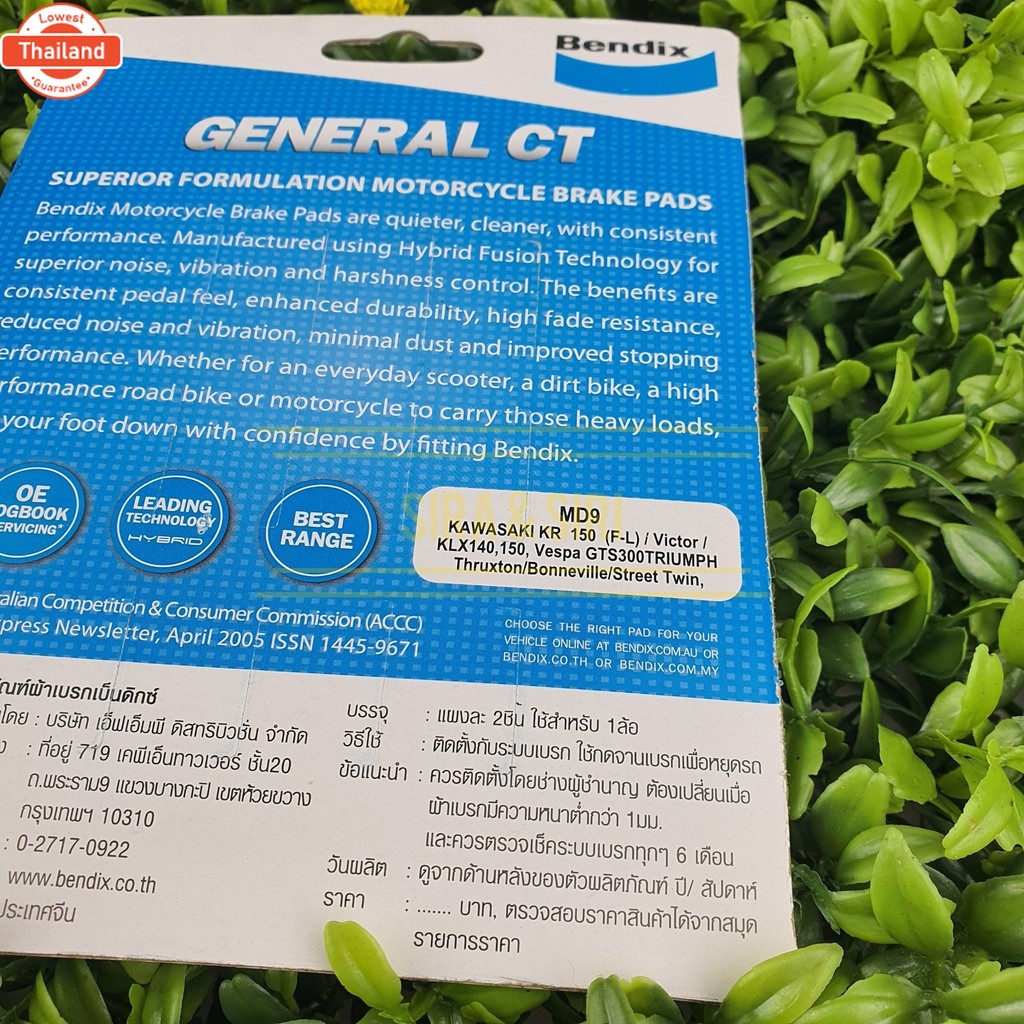 Lowest
Thailand
Guarantee
Bendix
GENERAL CT
SUPERIOR FORMULATION MOTORCYCLE BRAKE PADS
Bendix Motorcycle Brake Pads are quieter, cleaner, with consistent
performance. Manufactured using Hybrid Fusion Technology for
superior noise, vibration and harshness control. The benefits are
consistent pedal feel, enhanced durability, high fade resistance,
reduced noise and vibration, minimal dust and improved stopping
erformance. Whether for an everyday scooter, a dirt bike, a high
rformance road bike or motorcycle to carry those heavy loads,
your foot down with confidence by fitting Bendix.
OE
OGBOOK
ERVICING*
LEADING
TECHNOLOGY
HYBRID
BEST
RANGE
SIRAX SIRI
MD9
KAWASAKI KR 150 (F-L) / Victor /
KLX140,150, Vespa GTS300TRIUMPH
Thruxton/Bonneville/Street Twin,
alian Competition & Consumer Commission (ACCC)
press Newsletter, April 2005 ISSN 1445-9671
CHOOSE THE RIGHT PAD FOR YOUR
VEHICLE ONLINE AT BENDIX.COM.AU OR
BENDIX.CO.TH OR BENDIX.COM.MY
ณฑ์ผ้าเบรกเบ็นดิกซ์
โดย : บริษัท เอ็ฟเอ็มพี ดิสทริบิวชั่น จำกัด
: ที่อยู่ 719 เคพีเอ็นทาวเวอร์ ชั้น20
ถ.พระราม9 แขวงบางกะปิ เขตห้วยขวาง
กรุงเทพฯ 10310
: 0-2717-0922
www.bendix.co.th
ประเทศจีน
บรรจุ : แผงละ 2ชิ้น ใช้สำหรับ 1ล้อ
วิธีใช้ : ติดตั้งกับระบบเบรก ใช้กดจานเบรกเพื่อหยุดรถ
ข้อแนะนำ : ควรติดตั้งโดยช่างผู้ชำนาญ ต้องเปลี่ยนเมื่อ
ผ้าเบรกมีความหนาต่ำกว่า 1มม.
และควรตรวจเช็คระบบเบรกทุกๆ 6 เดือน
วันผลิต : ดูจากด้านหลังของตัวผลิตภัณฑ์ ปี/ สัปดาห์
ราคา : ....... บาท, ตรวจสอบราคาสินค้าได้จากสมุด
รายการราคา